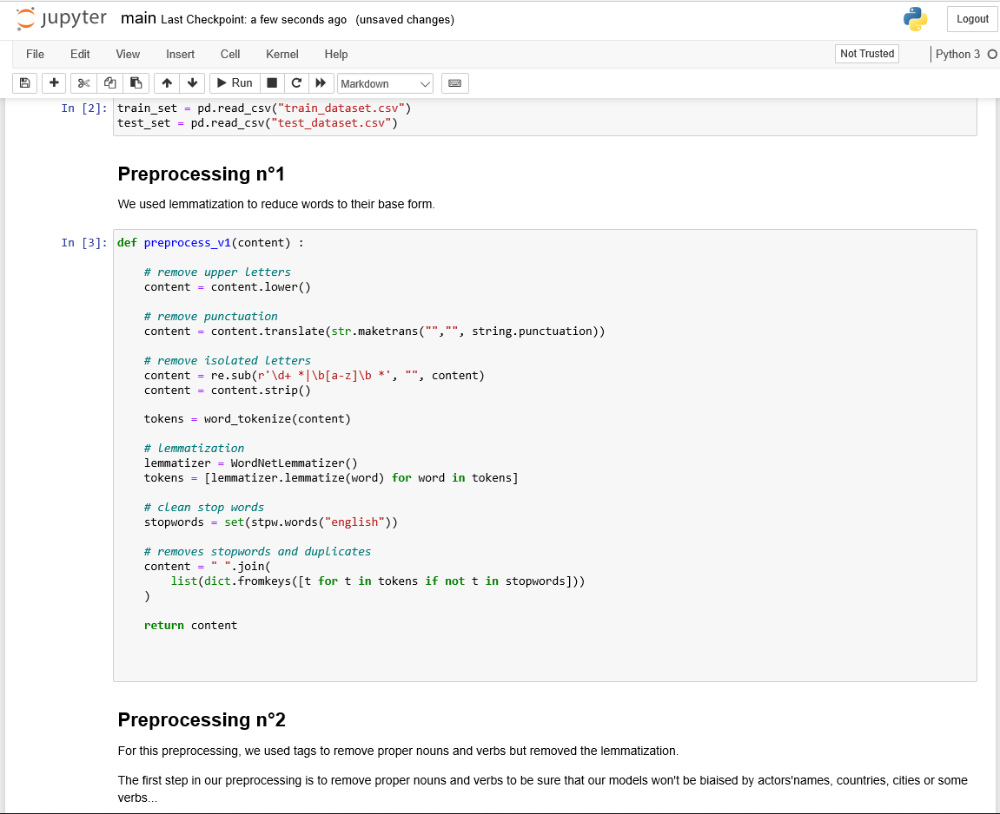 jupyter main Last Checkpoint: a few seconds ago (unsaved changes) Logout
File Edit View Insert Cell Kernel Help Not Trusted Python 3
Run Markdown
In [2]: train_set = pd.read_csv("train_dataset.csv")
test_set = pd.read_csv("test_dataset.csv")
Preprocessing n°1
We used lemmatization to reduce words to their base form.
In [3]: def preprocess_v1(content) :
# remove upper letters
content = content.lower()
# remove punctuation
content = content.translate(str.maketrans("","", string.punctuation))
# remove isolated letters
content = re.sub(r'\d+ *|\b[a-z]\b *', "", content)
content = content.strip()
tokens = word_tokenize(content)
# lemmatization
lemmatizer = WordNetLemmatizer()
tokens = [lemmatizer.lemmatize(word) for word in tokens]
# clean stop words
stopwords = set(stpw.words("english"))
# removes stopwords and duplicates
content = " ".join(
list(dict.fromkeys([t for t in tokens if not t in stopwords]))
)
return content
Preprocessing n°2
For this preprocessing, we used tags to remove proper nouns and verbs but removed the lemmatization.
The first step in our preprocessing is to remove proper nouns and verbs to be sure that our models won't be biaised by actors'names, countries, cities or some
verbs...